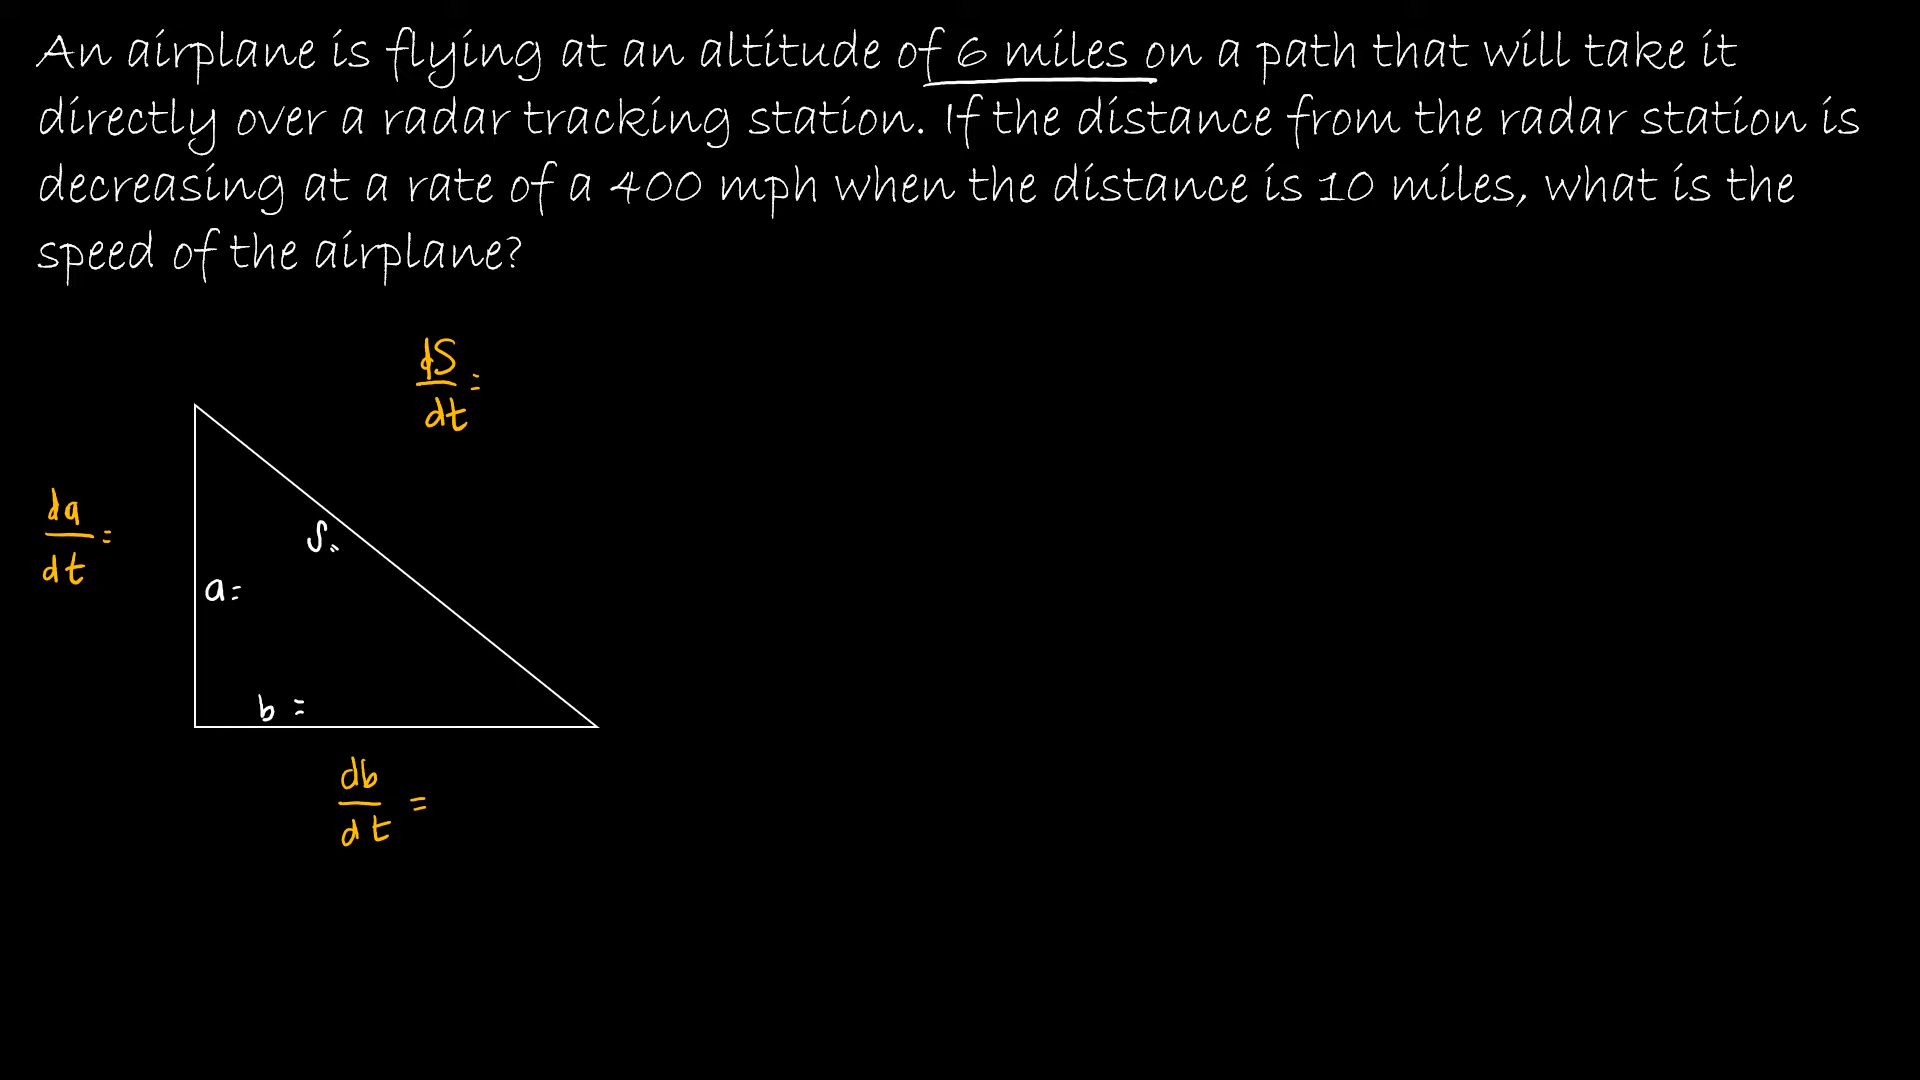 An airplane is flying at an altitude of 6 miles on a path that will take it
directly over a radar tracking station. If the distance from the radar station is
decreasing at a rate of a 400 mph when the distance is 10 miles, what is the
speed of the airplane?
dS
dt =
da
dt =
S =
a =
b =
db
dt =